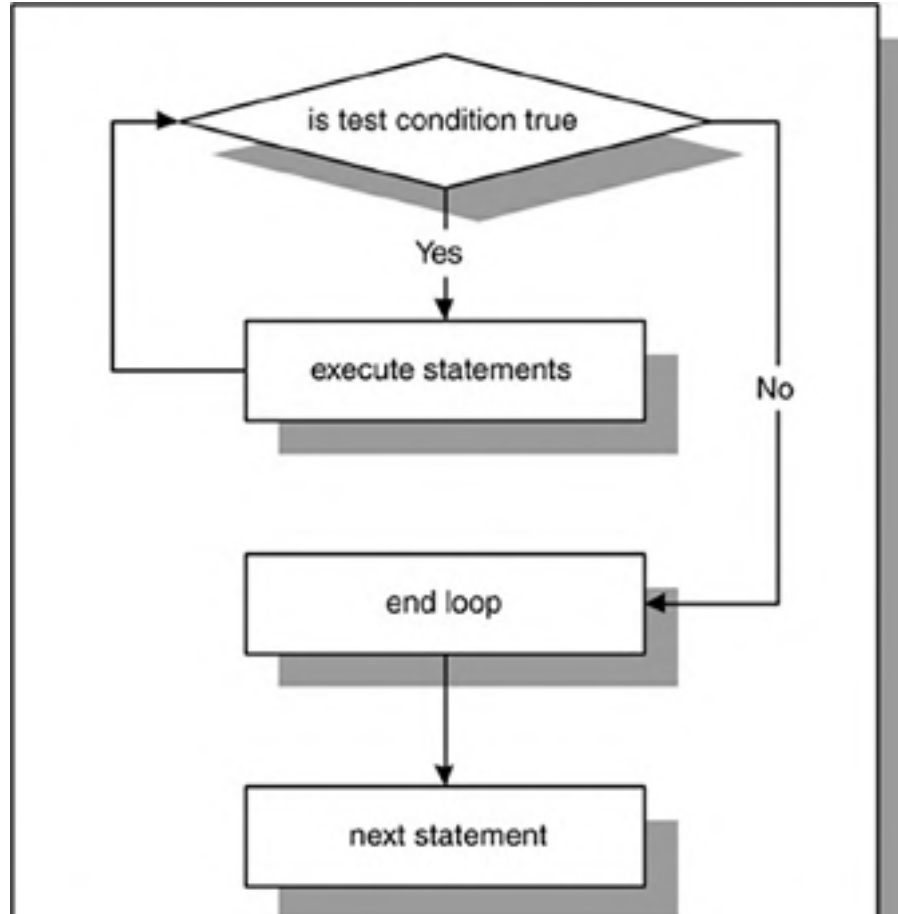 is test condition true
Yes
execute statements
No
end loop
next statement